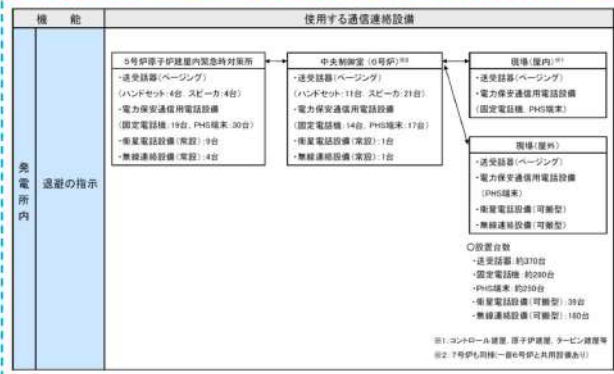 機　能
使用する通信連絡設備
発電所内
退避の指示
5号炉原子炉建屋内緊急時対策所
・送受話器(ページング)
(ハンドセット:4台、スピーカ:4台)
・電力保安通信用電話設備
(固定電話機:19台、PHS端末:30台)
・衛星電話設備(常設):9台
・無線連絡設備(常設):4台
中央制御室(6号炉)※2
・送受話器(ページング)
(ハンドセット:11台、スピーカ:21台)
・電力保安通信用電話設備
(固定電話機:14台、PHS端末:17台)
・衛星電話設備(常設):1台
・無線連絡設備(常設):1台
現場(屋内)※1
・送受話器(ページング)
・電力保安通信用電話設備
(固定電話機、PHS端末)
現場(屋外)
・送受話器(ページング)
・電力保安通信用電話設備
(PHS端末)
・衛星電話設備(可搬型)
・無線連絡設備(可搬型)
○設置台数
・送受話器:約370台
・固定電話機:約280台
・PHS端末:約250台
・衛星電話設備(可搬型):39台
・無線連絡設備(可搬型):180台
※1:コントロール建屋、原子炉建屋、タービン建屋等
※2:7号炉も同様(一部6号炉と共用設備あり)